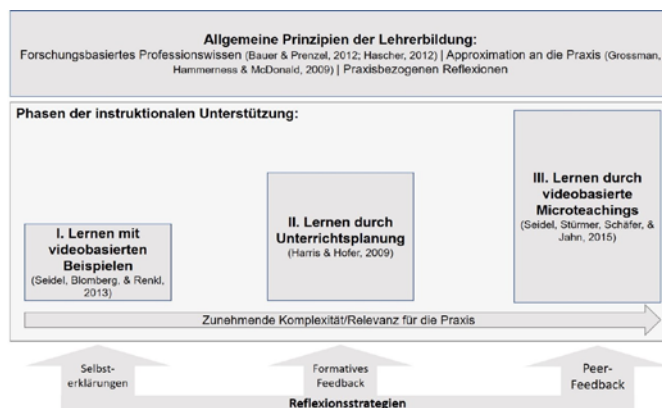 Allgemeine Prinzipien der Lehrerbildung:
Forschungsbasiertes Professionswissen (Bauer & Prenzel, 2012; Hascher, 2012) | Approximation an die Praxis (Grossman,
Hammerness & McDonald, 2009) | Praxisbezogenen Reflexionen
Phasen der instruktionalen Unterstützung:
I. Lernen mit
videobasierten
Beispielen
(Seidel, Blomberg, & Renkl,
2013)
II. Lernen durch
Unterrichtsplanung
(Harris & Hofer, 2009)
III. Lernen durch
videobasierte
Microteachings
(Seidel, Stürmer, Schäfer, &
Jahn, 2015)
Zunehmende Komplexität/Relevanz für die Praxis
Selbst-
erklärungen
Formatives
Feedback
Peer-
Feedback
Reflexionsstrategien